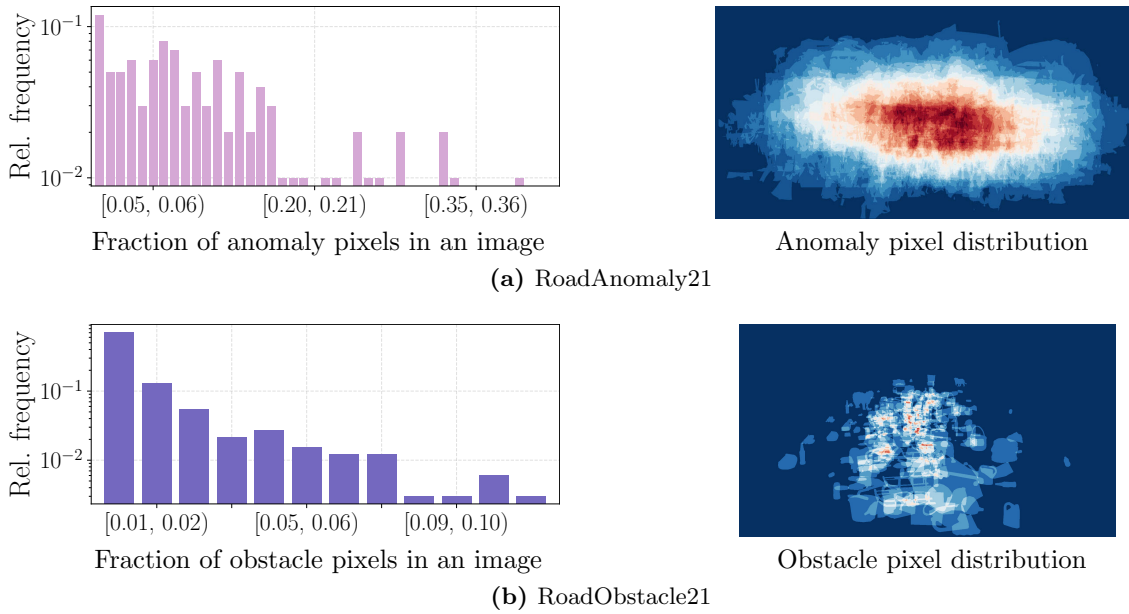 10⁻¹
10⁻²
Rel. frequency
[0.05, 0.06) [0.20, 0.21) [0.35, 0.36)
Fraction of anomaly pixels in an image
Anomaly pixel distribution
(a) RoadAnomaly21
10⁻¹
10⁻²
Rel. frequency
[0.01, 0.02) [0.05, 0.06) [0.09, 0.10)
Fraction of obstacle pixels in an image
Obstacle pixel distribution
(b) RoadObstacle21